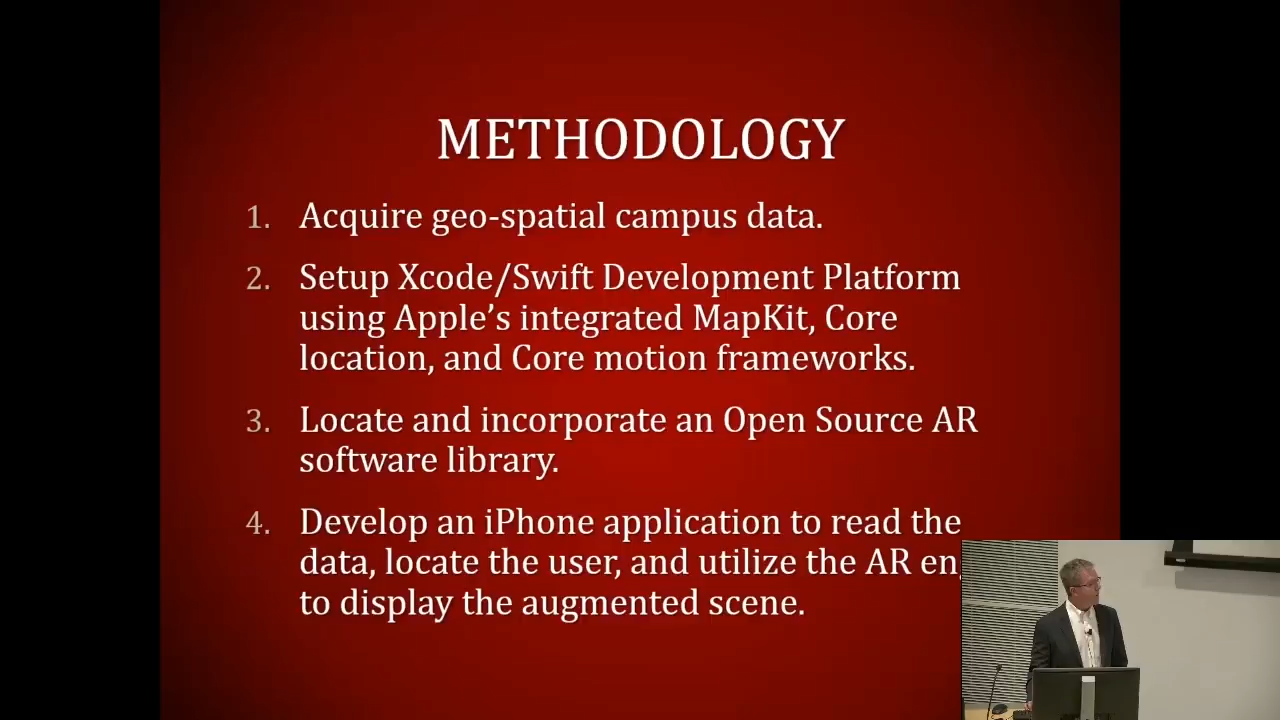 METHODOLOGY
1. Acquire geo-spatial campus data.
2. Setup Xcode/Swift Development Platform
using Apple's integrated MapKit, Core
location, and Core motion frameworks.
3. Locate and incorporate an Open Source AR
software library.
4. Develop an iPhone application to read the
data, locate the user, and utilize the AR
to display the augmented scene.